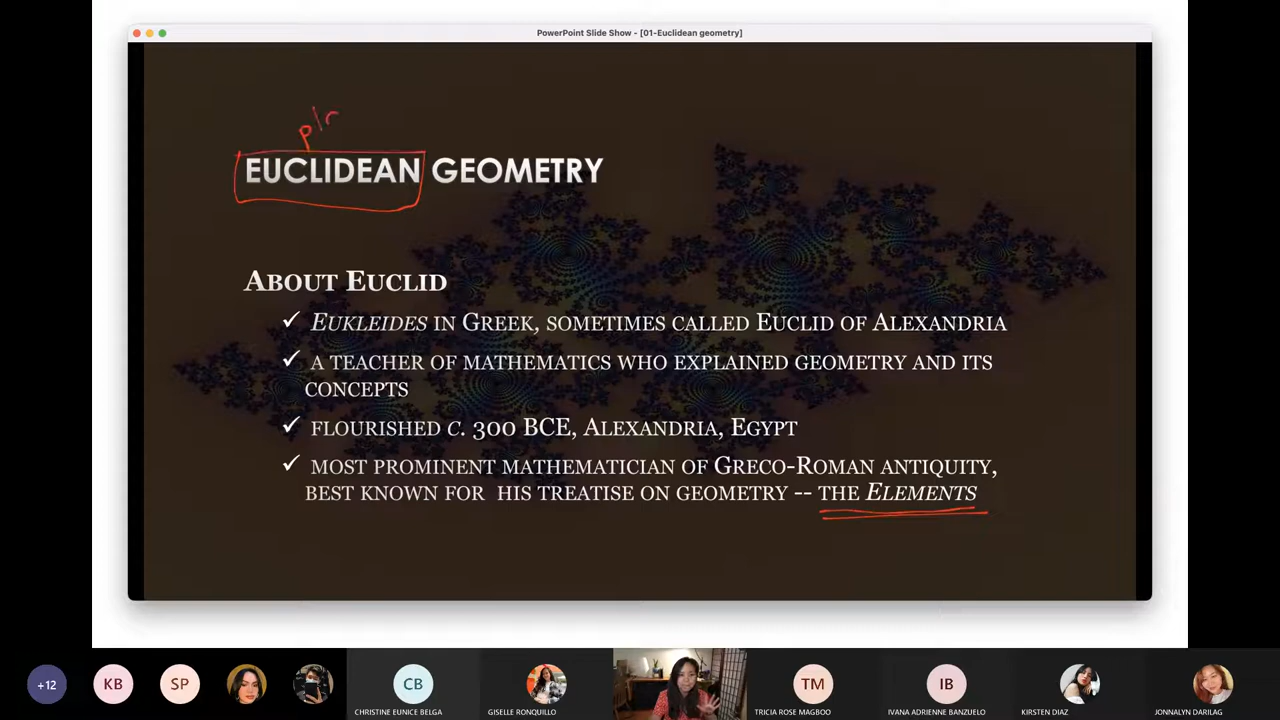 PowerPoint Slide Show - [01-Euclidean geometry]
EUCLIDEAN GEOMETRY
ABOUT EUCLID
✓ EUKLEIDES IN GREEK, SOMETIMES CALLED EUCLID OF ALEXANDRIA
✓ A TEACHER OF MATHEMATICS WHO EXPLAINED GEOMETRY AND ITS
CONCEPTS
✓ FLOURISHED C. 300 BCE, ALEXANDRIA, EGYPT
✓ MOST PROMINENT MATHEMATICIAN OF GRECO-ROMAN ANTIQUITY,
BEST KNOWN FOR HIS TREATISE ON GEOMETRY -- THE ELEMENTS
+12 KB SP CB TM IB
CHRISTINE EUNICE BELGA GISELLE RONQUILLO TRICIA ROSE MAGBOO IVANA ADRIENNE BANZUELO KIRSTEN DIAZ JONNALYN DARILAG